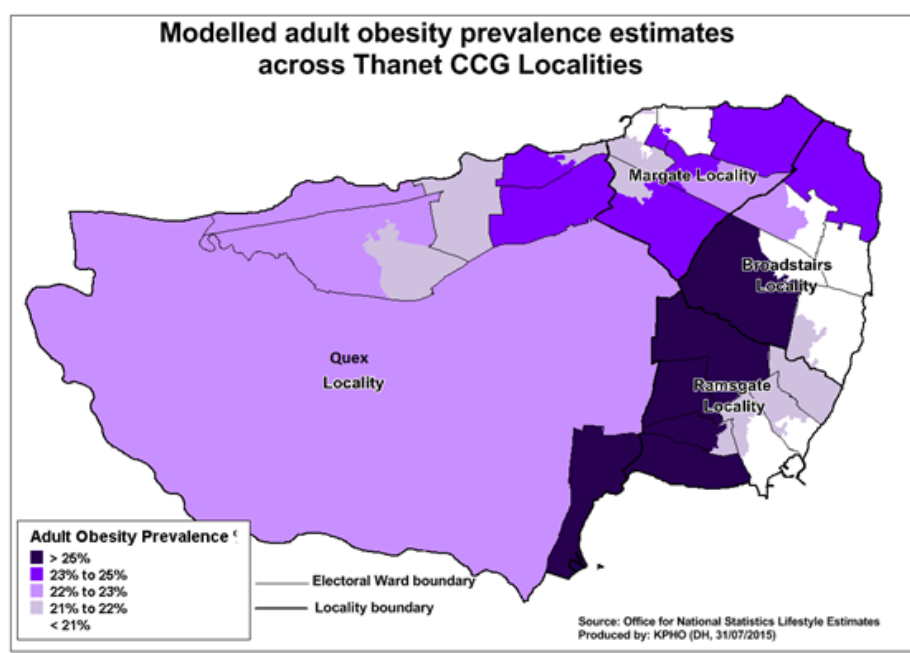 Modelled adult obesity prevalence estimates
across Thanet CCG Localities
Margate Locality
Broadstairs
Locality
Quex
Locality
Ramsgate
Locality
Adult Obesity Prevalence
> 25%
23% to 25%
22% to 23%
21% to 22%
< 21%
Electoral Ward boundary
Locality boundary
Source: Office for National Statistics Lifestyle Estimates
Produced by: KPHO (DH, 31/07/2015)